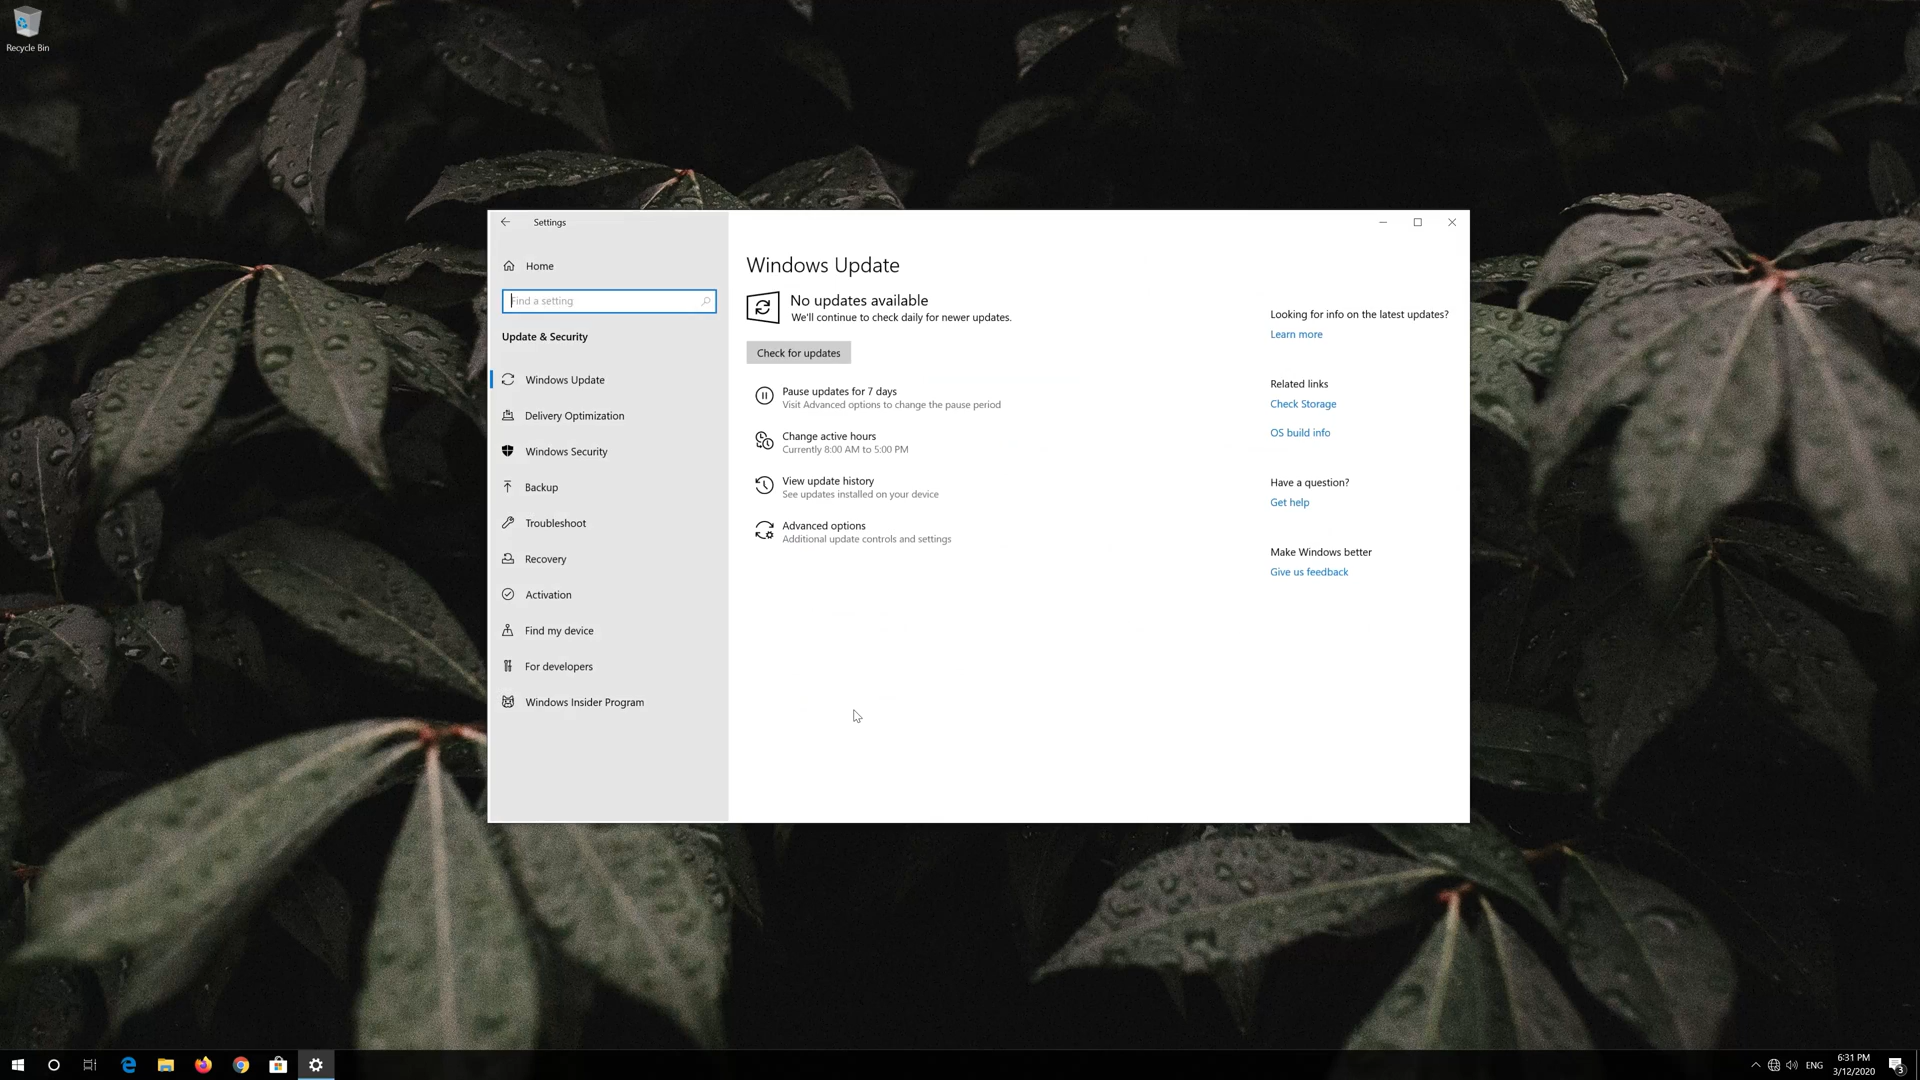 Recycle Bin
Settings
Home
Find a setting
Update & Security
Windows Update
Delivery Optimization
Windows Security
Backup
Troubleshoot
Recovery
Activation
Find my device
For developers
Windows Insider Program
Windows Update
No updates available
We'll continue to check daily for newer updates.
Check for updates
Pause updates for 7 days
Visit Advanced options to change the pause period
Change active hours
Currently 8:00 AM to 5:00 PM
View update history
See updates installed on your device
Advanced options
Additional update controls and settings
Looking for info on the latest updates?
Learn more
Related links
Check Storage
OS build info
Have a question?
Get help
Make Windows better
Give us feedback
ENG
6:31 PM
3/12/2020
3